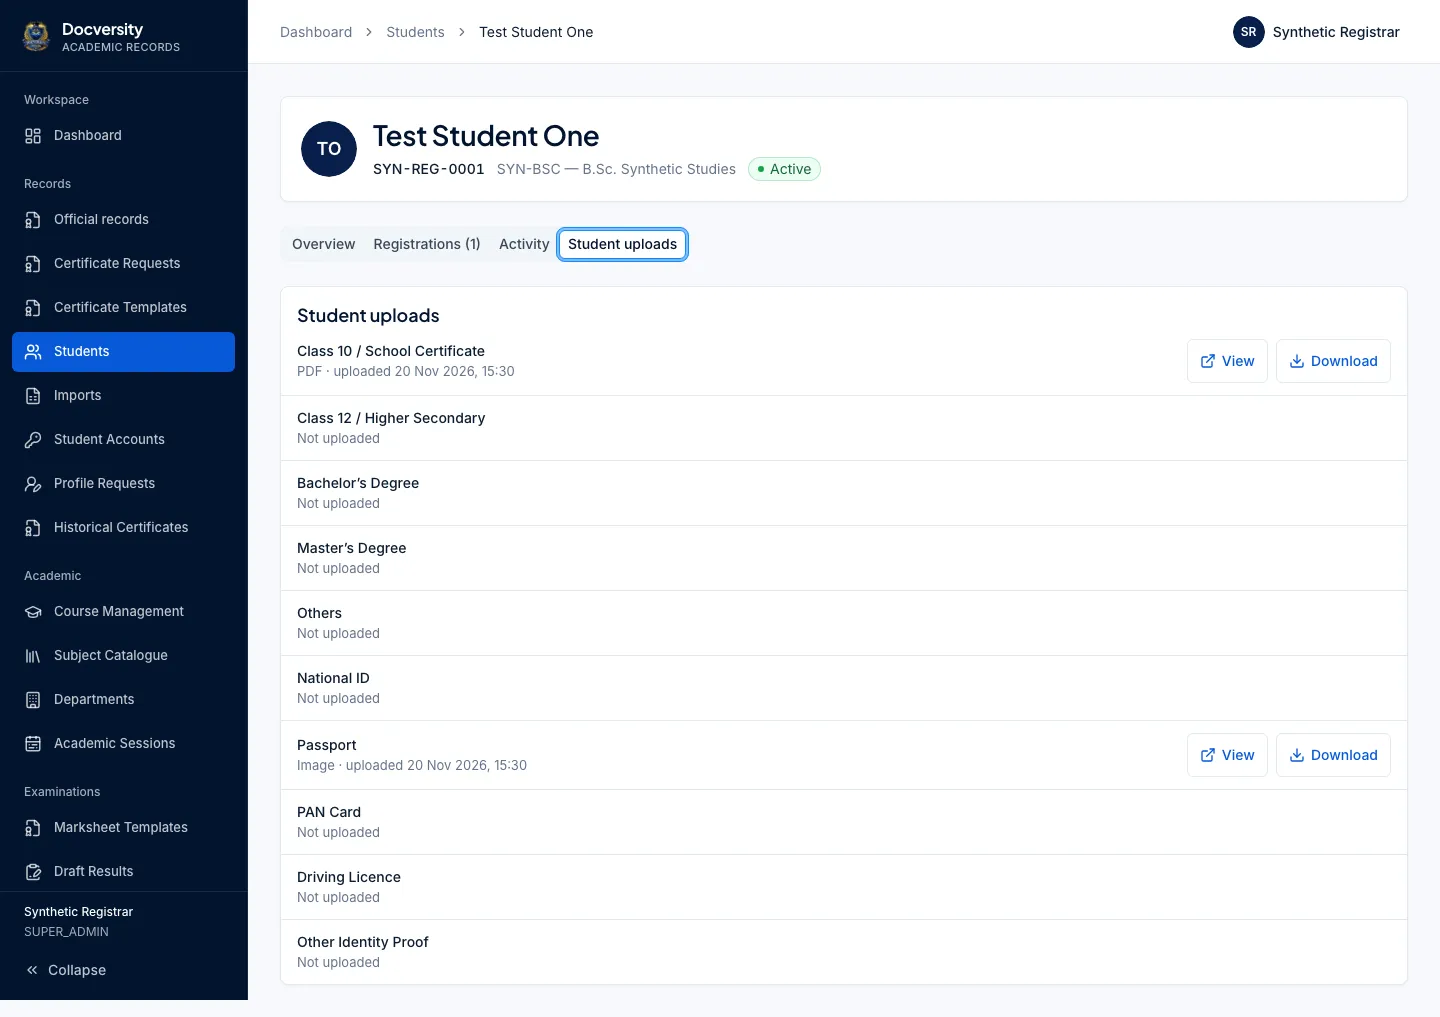 Docversity
ACADEMIC RECORDS
Workspace
Dashboard
Records
Official records
Certificate Requests
Certificate Templates
Students
Imports
Student Accounts
Profile Requests
Historical Certificates
Academic
Course Management
Subject Catalogue
Departments
Academic Sessions
Examinations
Marksheet Templates
Draft Results
Synthetic Registrar
SUPER_ADMIN
Collapse
Dashboard Students Test Student One
SR Synthetic Registrar
TO
Test Student One
SYN-REG-0001 SYN-BSC — B.Sc. Synthetic Studies Active
Overview Registrations (1) Activity Student uploads
Student uploads
Class 10 / School Certificate
PDF · uploaded 20 Nov 2026, 15:30
View Download
Class 12 / Higher Secondary
Not uploaded
Bachelor’s Degree
Not uploaded
Master’s Degree
Not uploaded
Others
Not uploaded
National ID
Not uploaded
Passport
Image · uploaded 20 Nov 2026, 15:30
View Download
PAN Card
Not uploaded
Driving Licence
Not uploaded
Other Identity Proof
Not uploaded